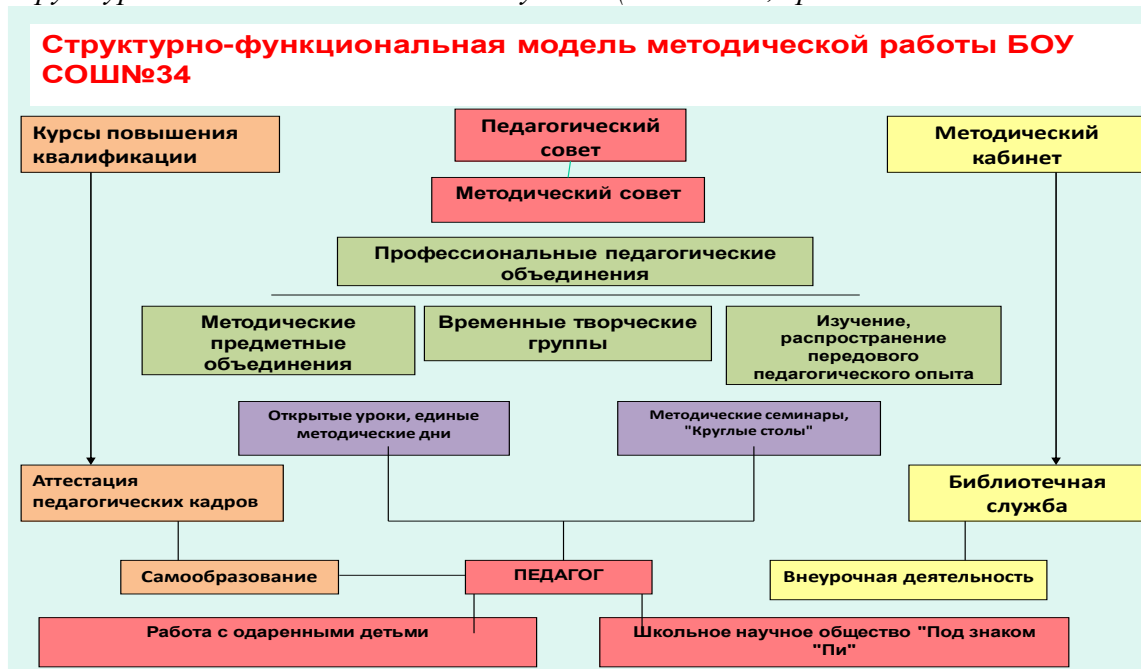 Структурно-функциональная модель методической работы БОУ
СОШ№34
Курсы повышения
квалификации
Педагогический
совет
Методический
кабинет
Методический совет
Профессиональные педагогические
объединения
Методические
предметные
объединения
Временные творческие
группы
Изучение,
распространение
передового
педагогического опыта
Открытые уроки, единые
методические дни
Методические семинары,
"Круглые столы"
Аттестация
педагогических кадров
Библиотечная
служба
Самообразование
ПЕДАГОГ
Внеурочная деятельность
Работа с одаренными детьми
Школьное научное общество "Под знаком
"Пи"